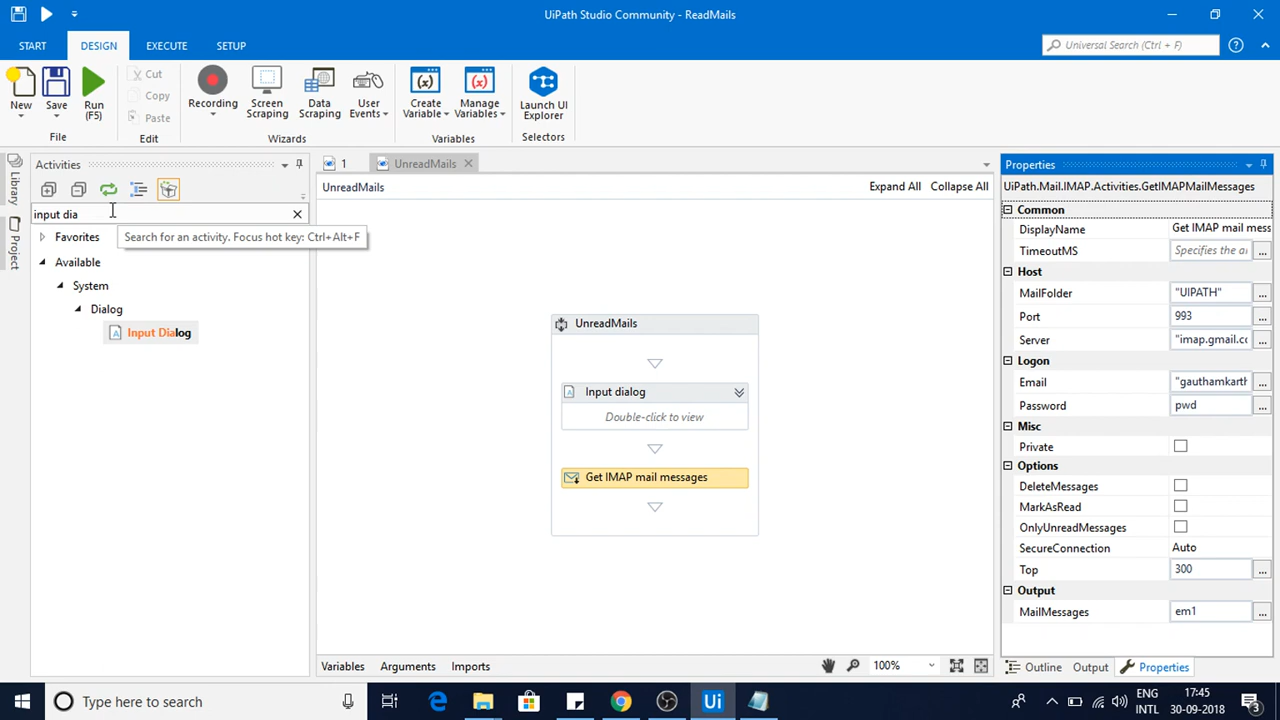 UiPath Studio Community - ReadMails
START DESIGN EXECUTE SETUP
Universal Search (Ctrl + F)
New Save Run (F5)
Cut
Copy
Paste
Recording Screen Scraping Data Scraping User Events
Create Variable Manage Variables
Launch UI Explorer
File Edit Wizards Variables Selectors
Activities
1 UnreadMails
Properties
Library
Project
UnreadMails Expand All Collapse All
UiPath.Mail.IMAP.Activities.GetIMAPMailMessages
input dia
Search for an activity. Focus hot key: Ctrl+Alt+F
Favorites
Available
System
Dialog
Input Dialog
UnreadMails
Input dialog
Double-click to view
Get IMAP mail messages
Common
DisplayName Get IMAP mail mess
TimeoutMS Specifies the ar
Host
MailFolder "UIPATH"
Port 993
Server "imap.gmail.cc
Logon
Email "gauthamkarth
Password pwd
Misc
Private
Options
DeleteMessages
MarkAsRead
OnlyUnreadMessages
SecureConnection Auto
Top 300
Output
MailMessages em1
Variables Arguments Imports 100%
Outline Output Properties
Type here to search
Ui
ENG
INTL
17:45
30-09-2018
3